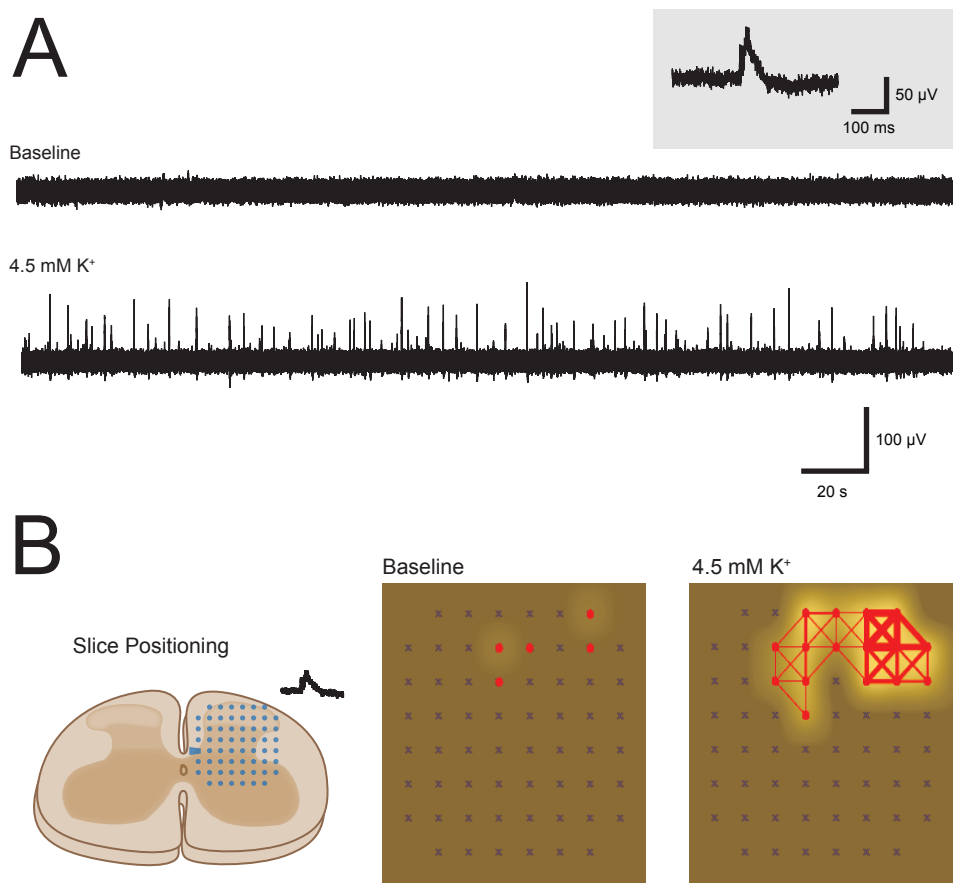 A
50 µV
100 ms
Baseline
4.5 mM K⁺
100 µV
20 s
B
Baseline
4.5 mM K⁺
Slice Positioning